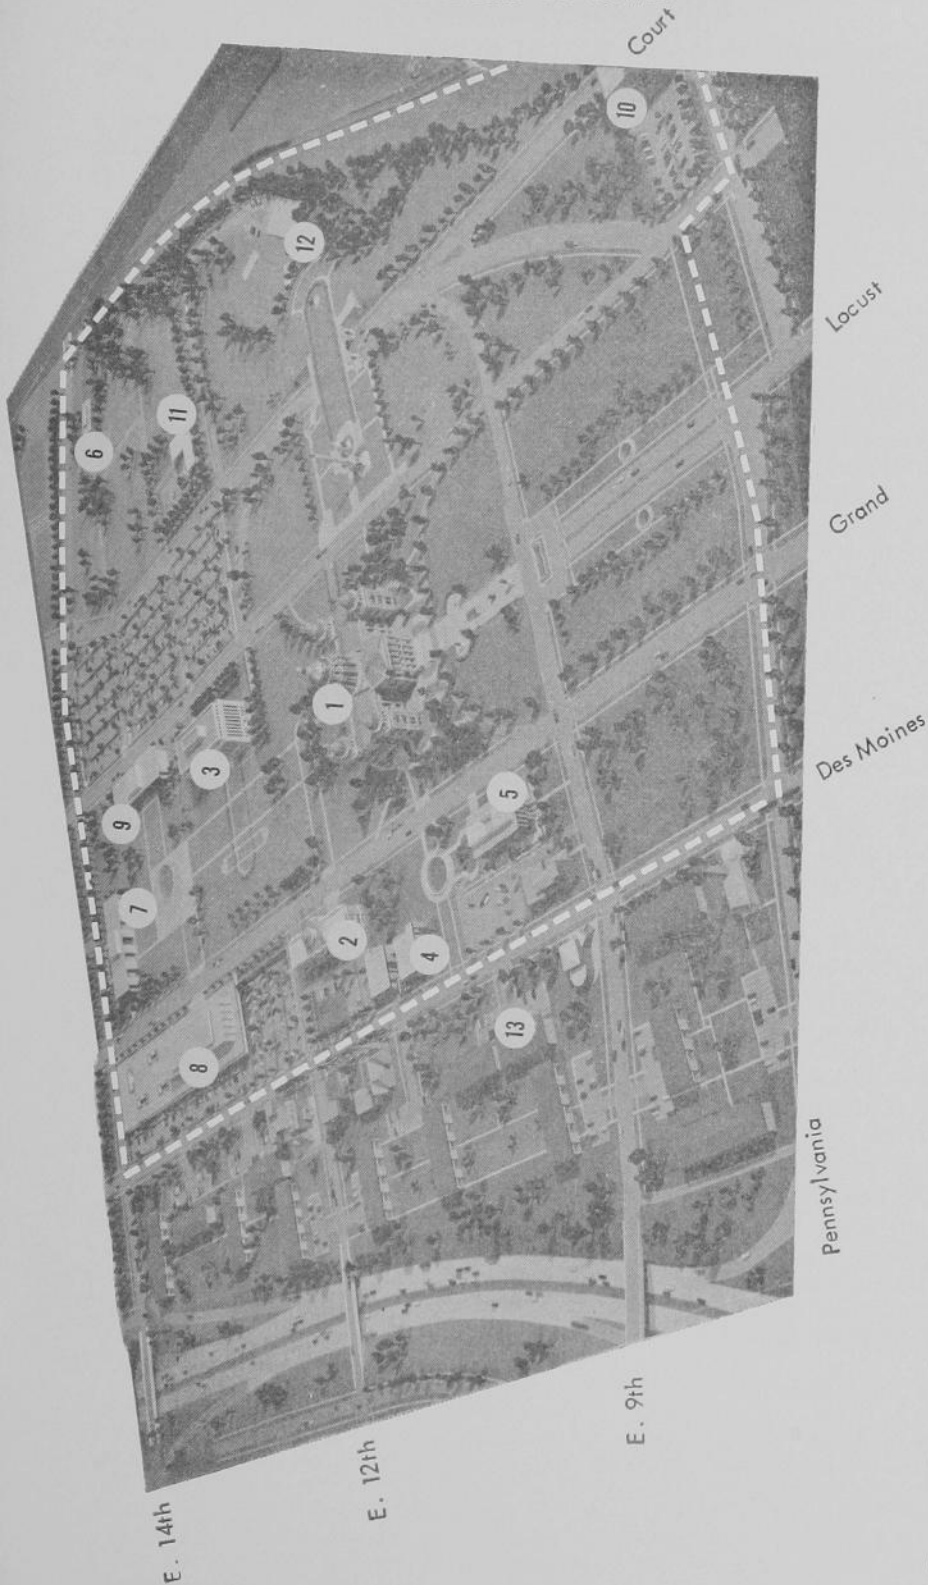 6
9
7
E. 14th
11
8
3
12
1
2
E. 12th
4
5
13
10
E. 9th
Court
Pennsylvania
Des Moines
Grand
Locust